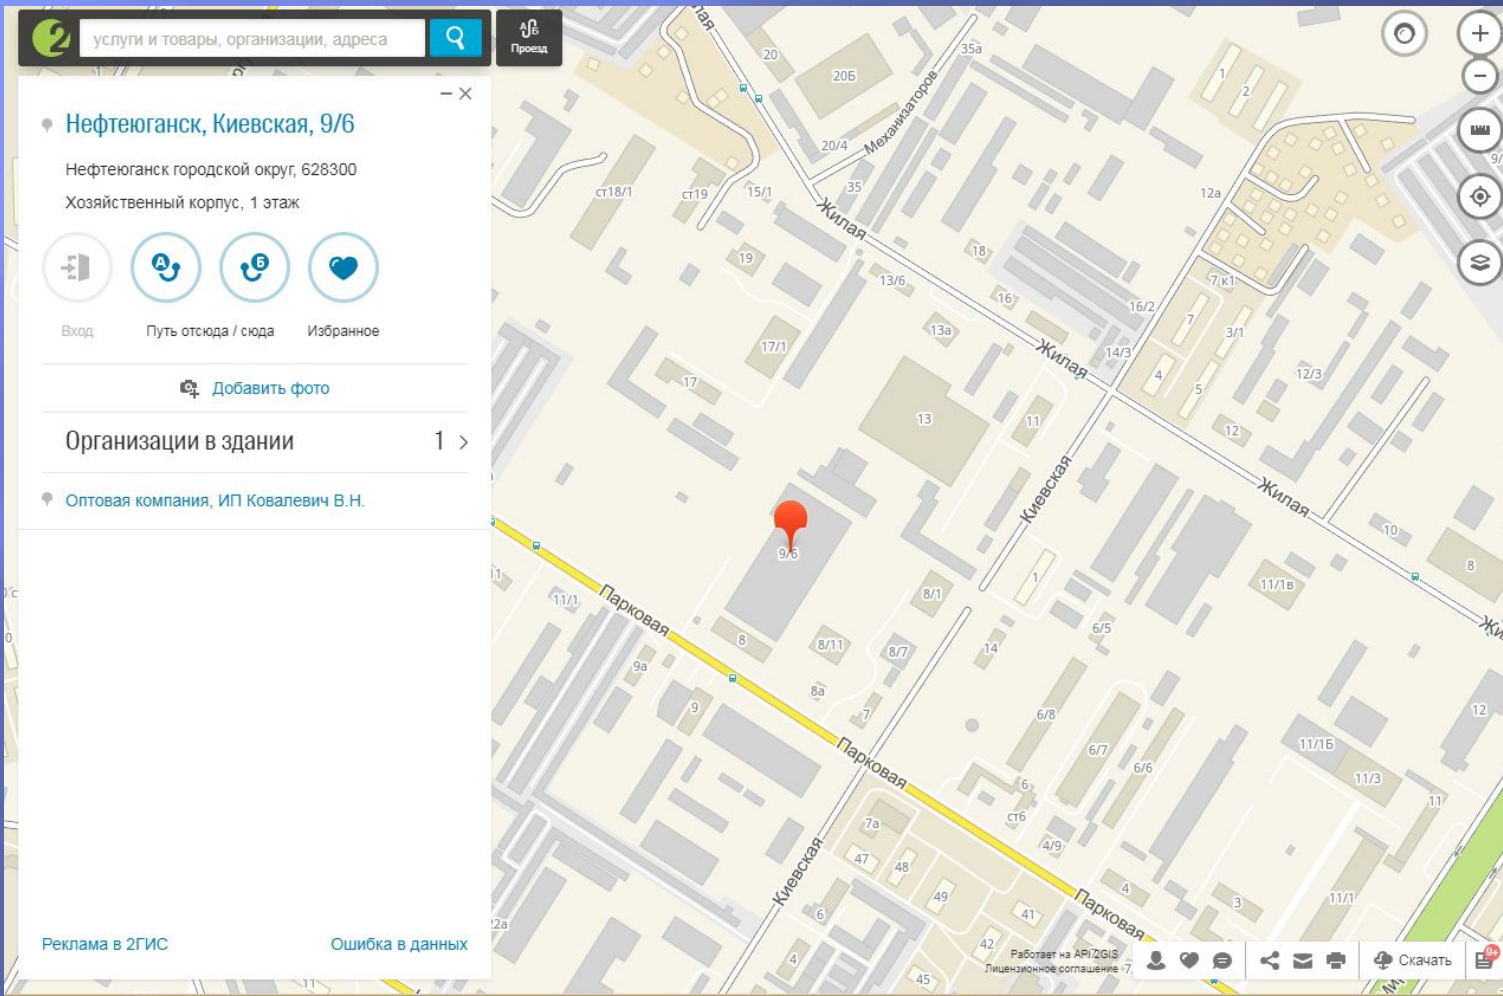 услуги и товары, организации, адреса
Проезд
Нефтеюганск, Киевская, 9/6
Нефтеюганск городской округ, 628300
Хозяйственный корпус, 1 этаж
А
Б
Вход
Путь отсюда / сюда
Избранное
Добавить фото
Организации в здании 1
Оптовая компания, ИП Ковалевич В.Н.
Реклама в 2ГИС
Ошибка в данных
35а
20
20Б
1
2
Механизаторов
20/4
ст18/1
ст19
15/1
35
12а
Жилая
18
19
13/6
7 к1
16
16/2
7
13а
3/1
17/1
Жилая
14/3
17
4
5
12/3
13
11
12
Киевская
Жилая
10
9/6
8
1
11/1в
11/1
8/1
Парковая
6/5
8
8/11
8/7
14
9а
8а
9
7
6/8
12
Парковая
6/7
11/1Б
6/6
11/3
6
11
ст6
7а
4/9
47
48
Киевская
49
4
11/1
6
41
Парковая
3
22а
42
4
45
11
Работает на API 2GIS
Лицензионное соглашение
Скачать
9+